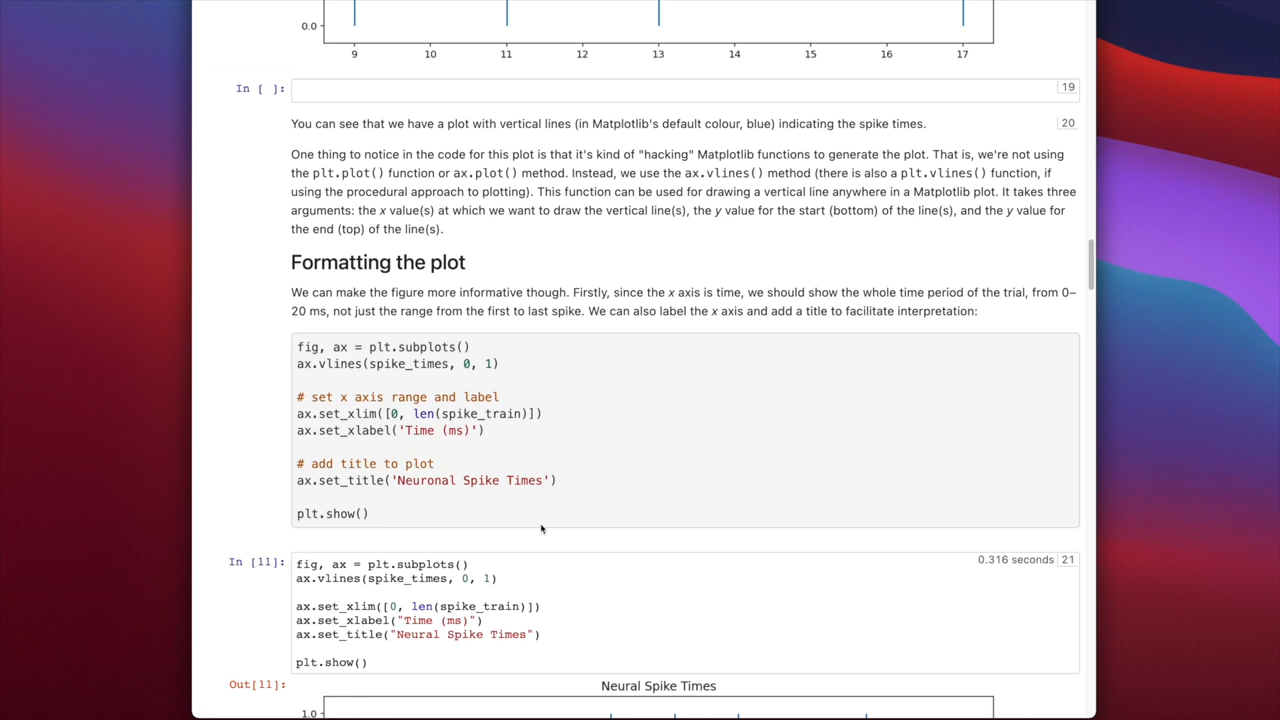 0.0
9 10 11 12 13 14 15 16 17
In [ ]: 19
You can see that we have a plot with vertical lines (in Matplotlib's default colour, blue) indicating the spike times. 20
One thing to notice in the code for this plot is that it's kind of "hacking" Matplotlib functions to generate the plot. That is, we're not using
the plt.plot() function or ax.plot() method. Instead, we use the ax.vlines() method (there is also a plt.vlines() function, if
using the procedural approach to plotting). This function can be used for drawing a vertical line anywhere in a Matplotlib plot. It takes three
arguments: the x value(s) at which we want to draw the vertical line(s), the y value for the start (bottom) of the line(s), and the y value for
the end (top) of the line(s).
Formatting the plot
We can make the figure more informative though. Firstly, since the x axis is time, we should show the whole time period of the trial, from 0–
20 ms, not just the range from the first to last spike. We can also label the x axis and add a title to facilitate interpretation:
fig, ax = plt.subplots()
ax.vlines(spike_times, 0, 1)
# set x axis range and label
ax.set_xlim([0, len(spike_train)])
ax.set_xlabel('Time (ms)')
# add title to plot
ax.set_title('Neuronal Spike Times')
plt.show()
In [11]: fig, ax = plt.subplots() 0.316 seconds 21
ax.vlines(spike_times, 0, 1)
ax.set_xlim([0, len(spike_train)])
ax.set_xlabel("Time (ms)")
ax.set_title("Neural Spike Times")
plt.show()
Out[11]: Neural Spike Times
1.0